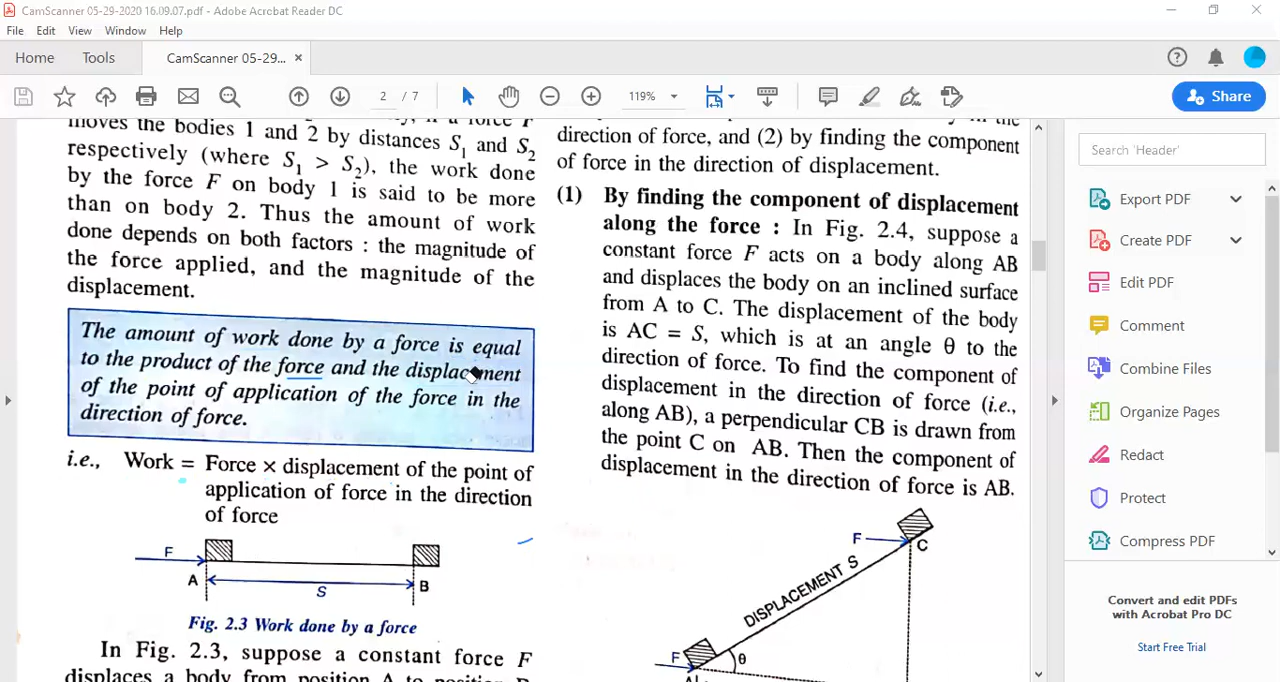 CamScanner 05-29-2020 16.09.07.pdf - Adobe Acrobat Reader DC
File Edit View Window Help
Home Tools CamScanner 05-29... ×
2 / 7 119% Share
moves the bodies 1 and 2 by distances S1 and S2
respectively (where S1 > S2), the work done
by the force F on body 1 is said to be more
than on body 2. Thus the amount of work
done depends on both factors : the magnitude of
the force applied, and the magnitude of the
displacement.
The amount of work done by a force is equal
to the product of the force and the displacement
of the point of application of the force in the
direction of force.
i.e., Work = Force × displacement of the point of
application of force in the direction
of force
F
A B
S
Fig. 2.3 Work done by a force
In Fig. 2.3, suppose a constant force F
displaces a body from position A to position B
direction of force, and (2) by finding the component
of force in the direction of displacement.
(1) By finding the component of displacement
along the force : In Fig. 2.4, suppose a
constant force F acts on a body along AB
and displaces the body on an inclined surface
from A to C. The displacement of the body
is AC = S, which is at an angle θ to the
direction of force. To find the component of
displacement in the direction of force (i.e.,
along AB), a perpendicular CB is drawn from
the point C on AB. Then the component of
displacement in the direction of force is AB.
F
C
DISPLACEMENT S
F
θ
A
Search 'Header'
Export PDF
Create PDF
Edit PDF
Comment
Combine Files
Organize Pages
Redact
Protect
Compress PDF
Convert and edit PDFs
with Acrobat Pro DC
Start Free Trial